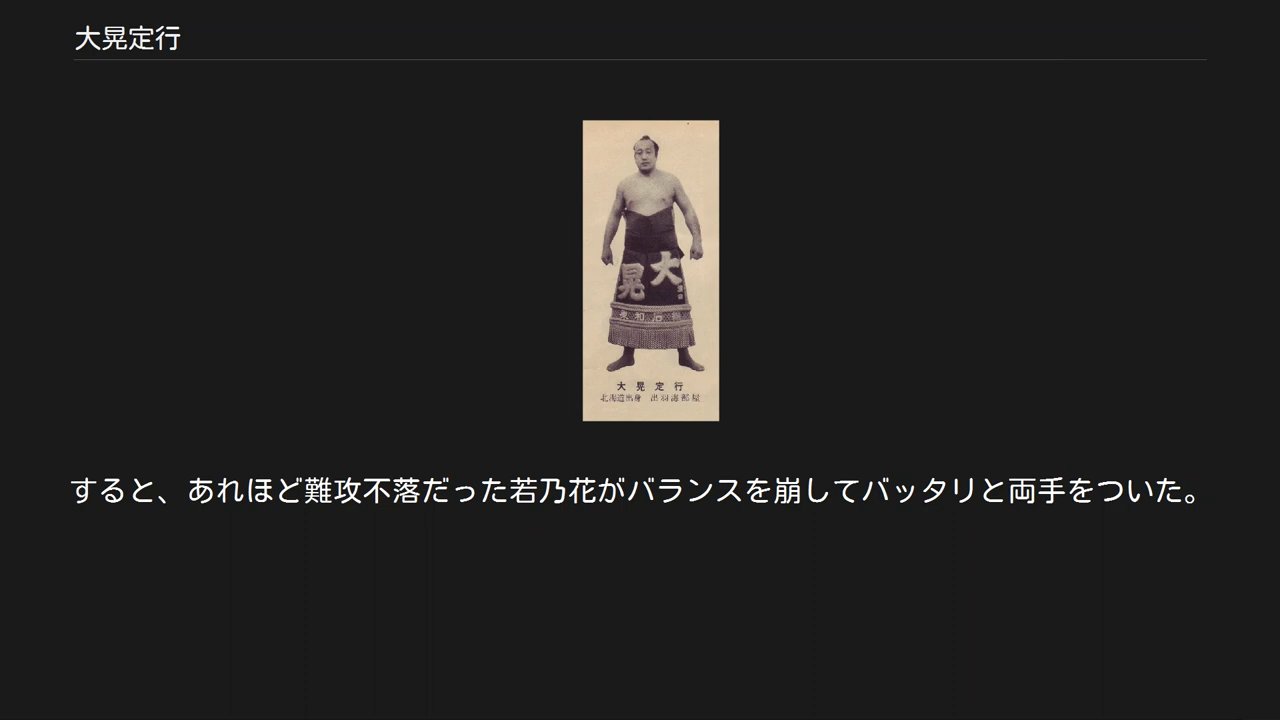 大晃定行
大晃
大晃定行
北海道出身 出羽海部屋
すると、あれほど難攻不落だった若乃花がバランスを崩してバッタリと両手をついた。